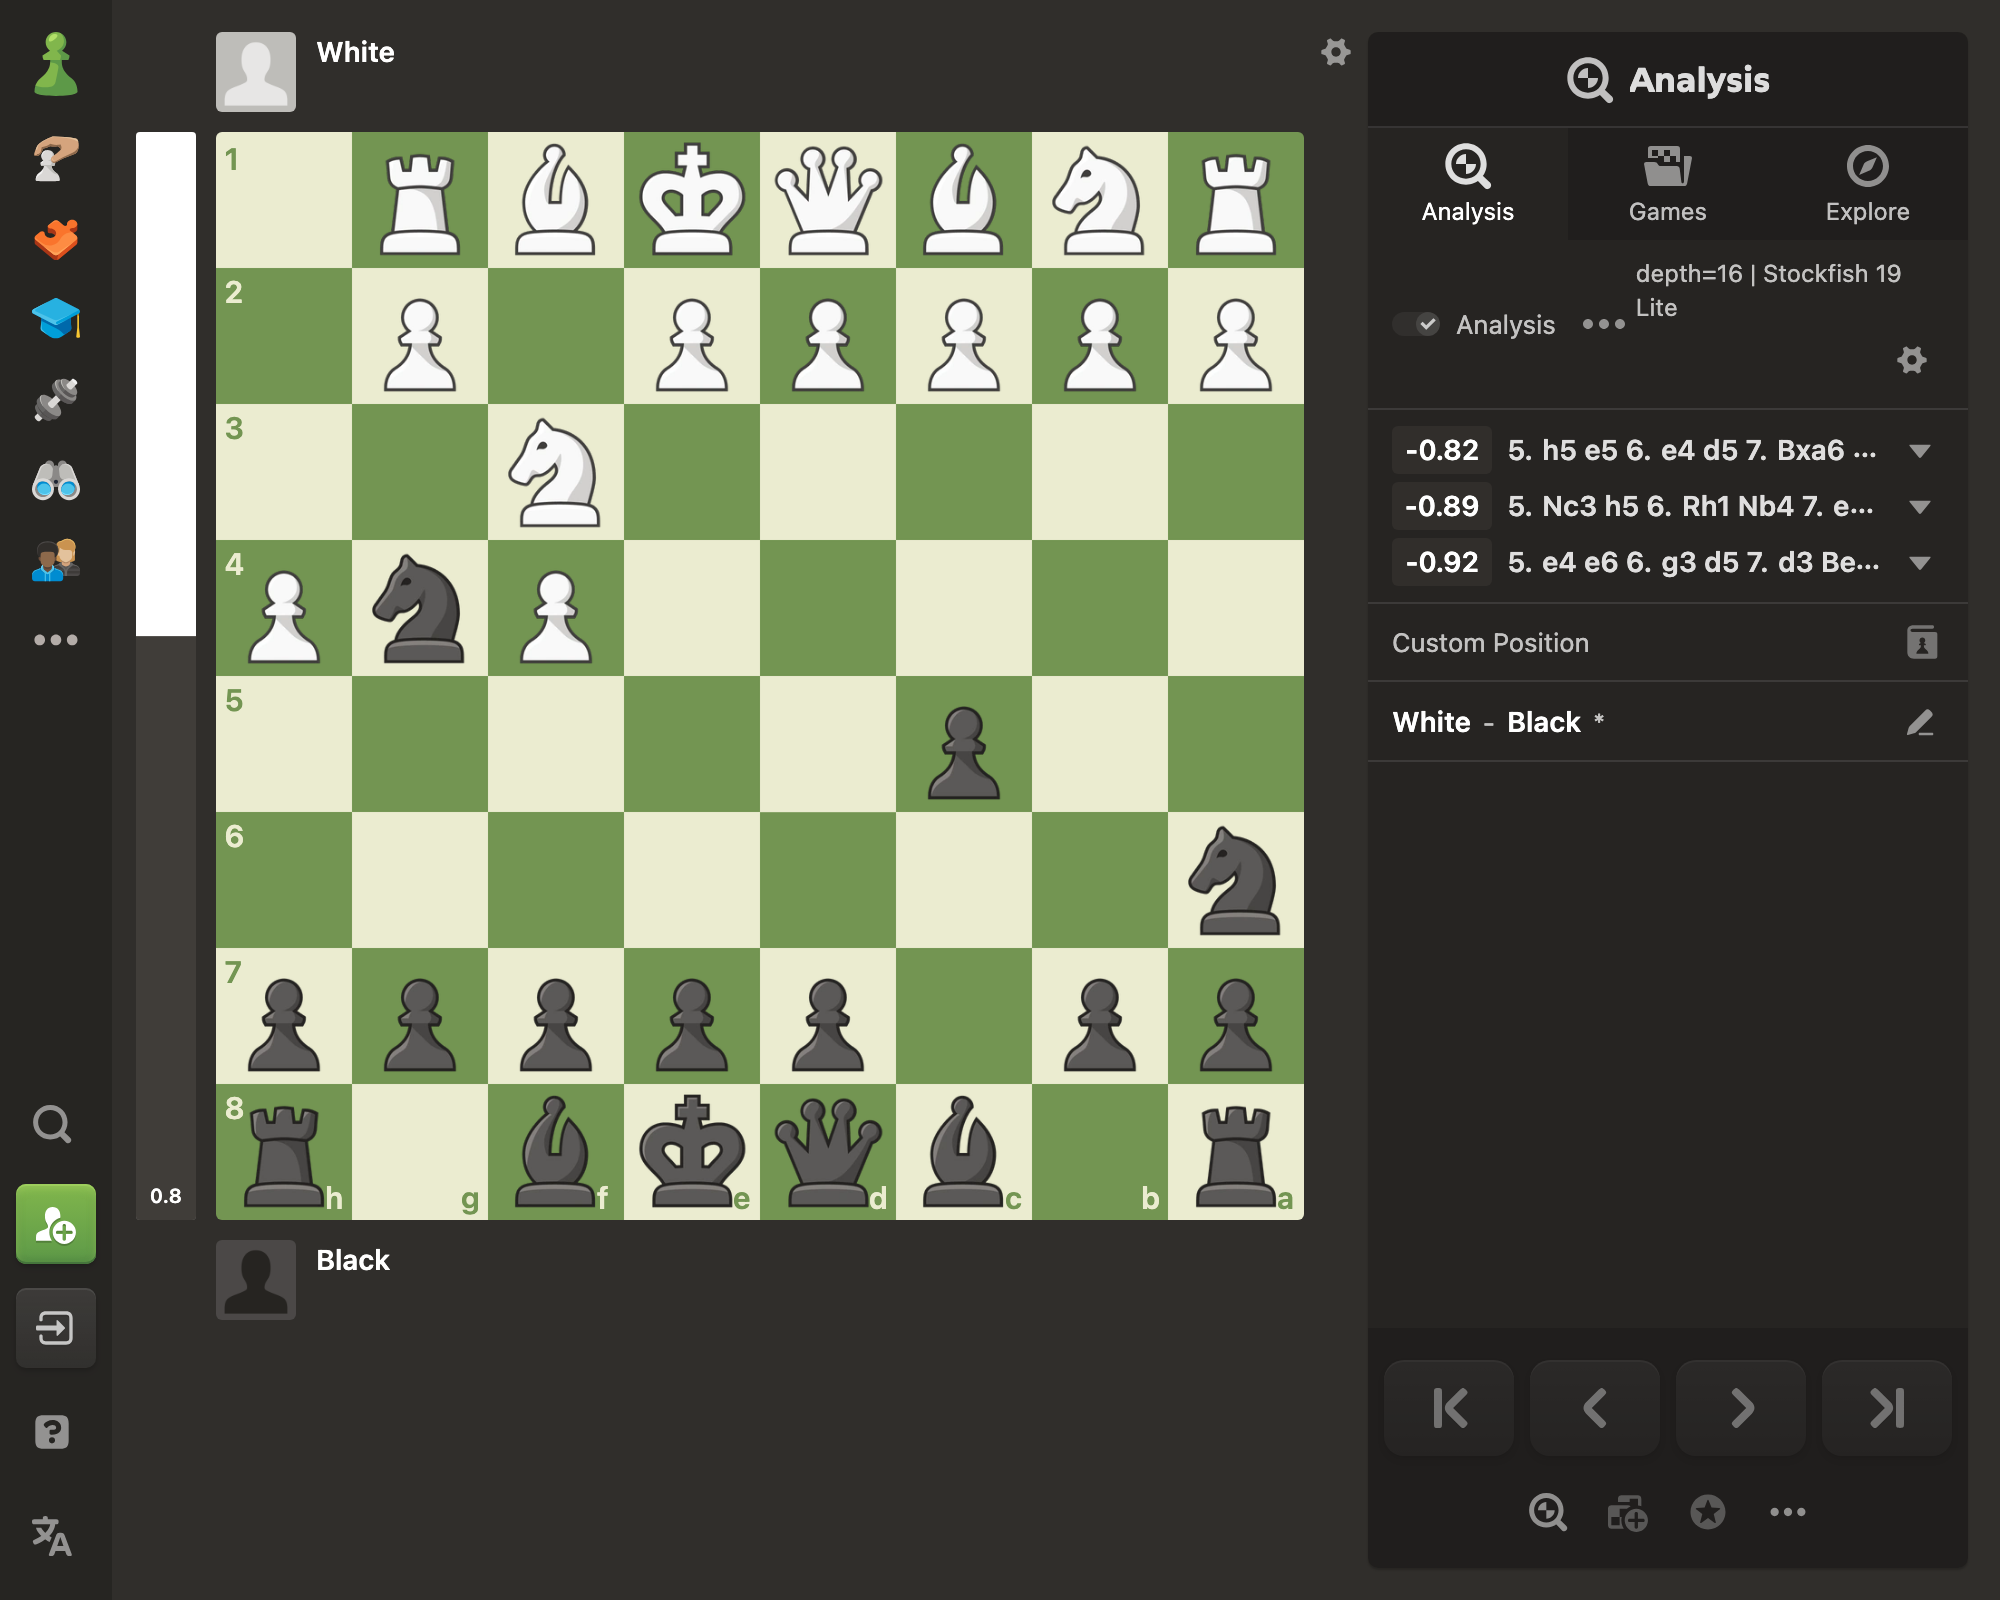 White
1
2
3
4
5
6
7
8
h
g
f
e
d
c
b
a
0.8
Black
Analysis
Analysis
Games
Explore
Analysis
depth=16 | Stockfish 19
Lite
-0.82 5. h5 e5 6. e4 d5 7. Bxa6 ...
-0.89 5. Nc3 h5 6. Rh1 Nb4 7. e...
-0.92 5. e4 e6 6. g3 d5 7. d3 Be...
Custom Position
White - Black *